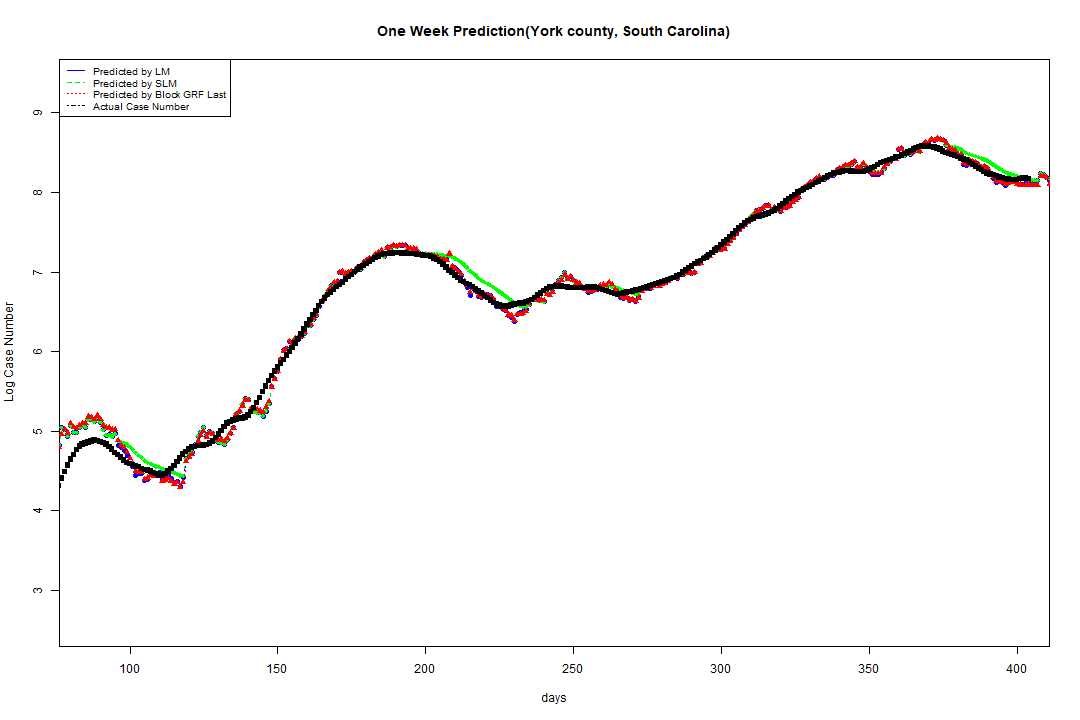 One Week Prediction(York county, South Carolina)
Predicted by LM
Predicted by SLM
Predicted by Block GRF Last
Actual Case Number
9
8
7
6
5
4
3
Log Case Number
100 150 200 250 300 350 400
days